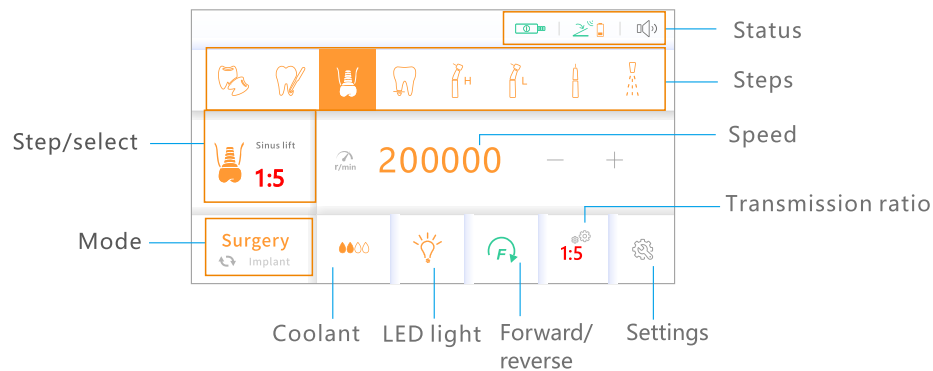 Status
H
L
Steps
Step/select
Sinus lift
1:5
r/min
200000
Speed
Transmission ratio
Mode
Surgery
Implant
F
1:5
Coolant
LED light
Forward/
reverse
Settings